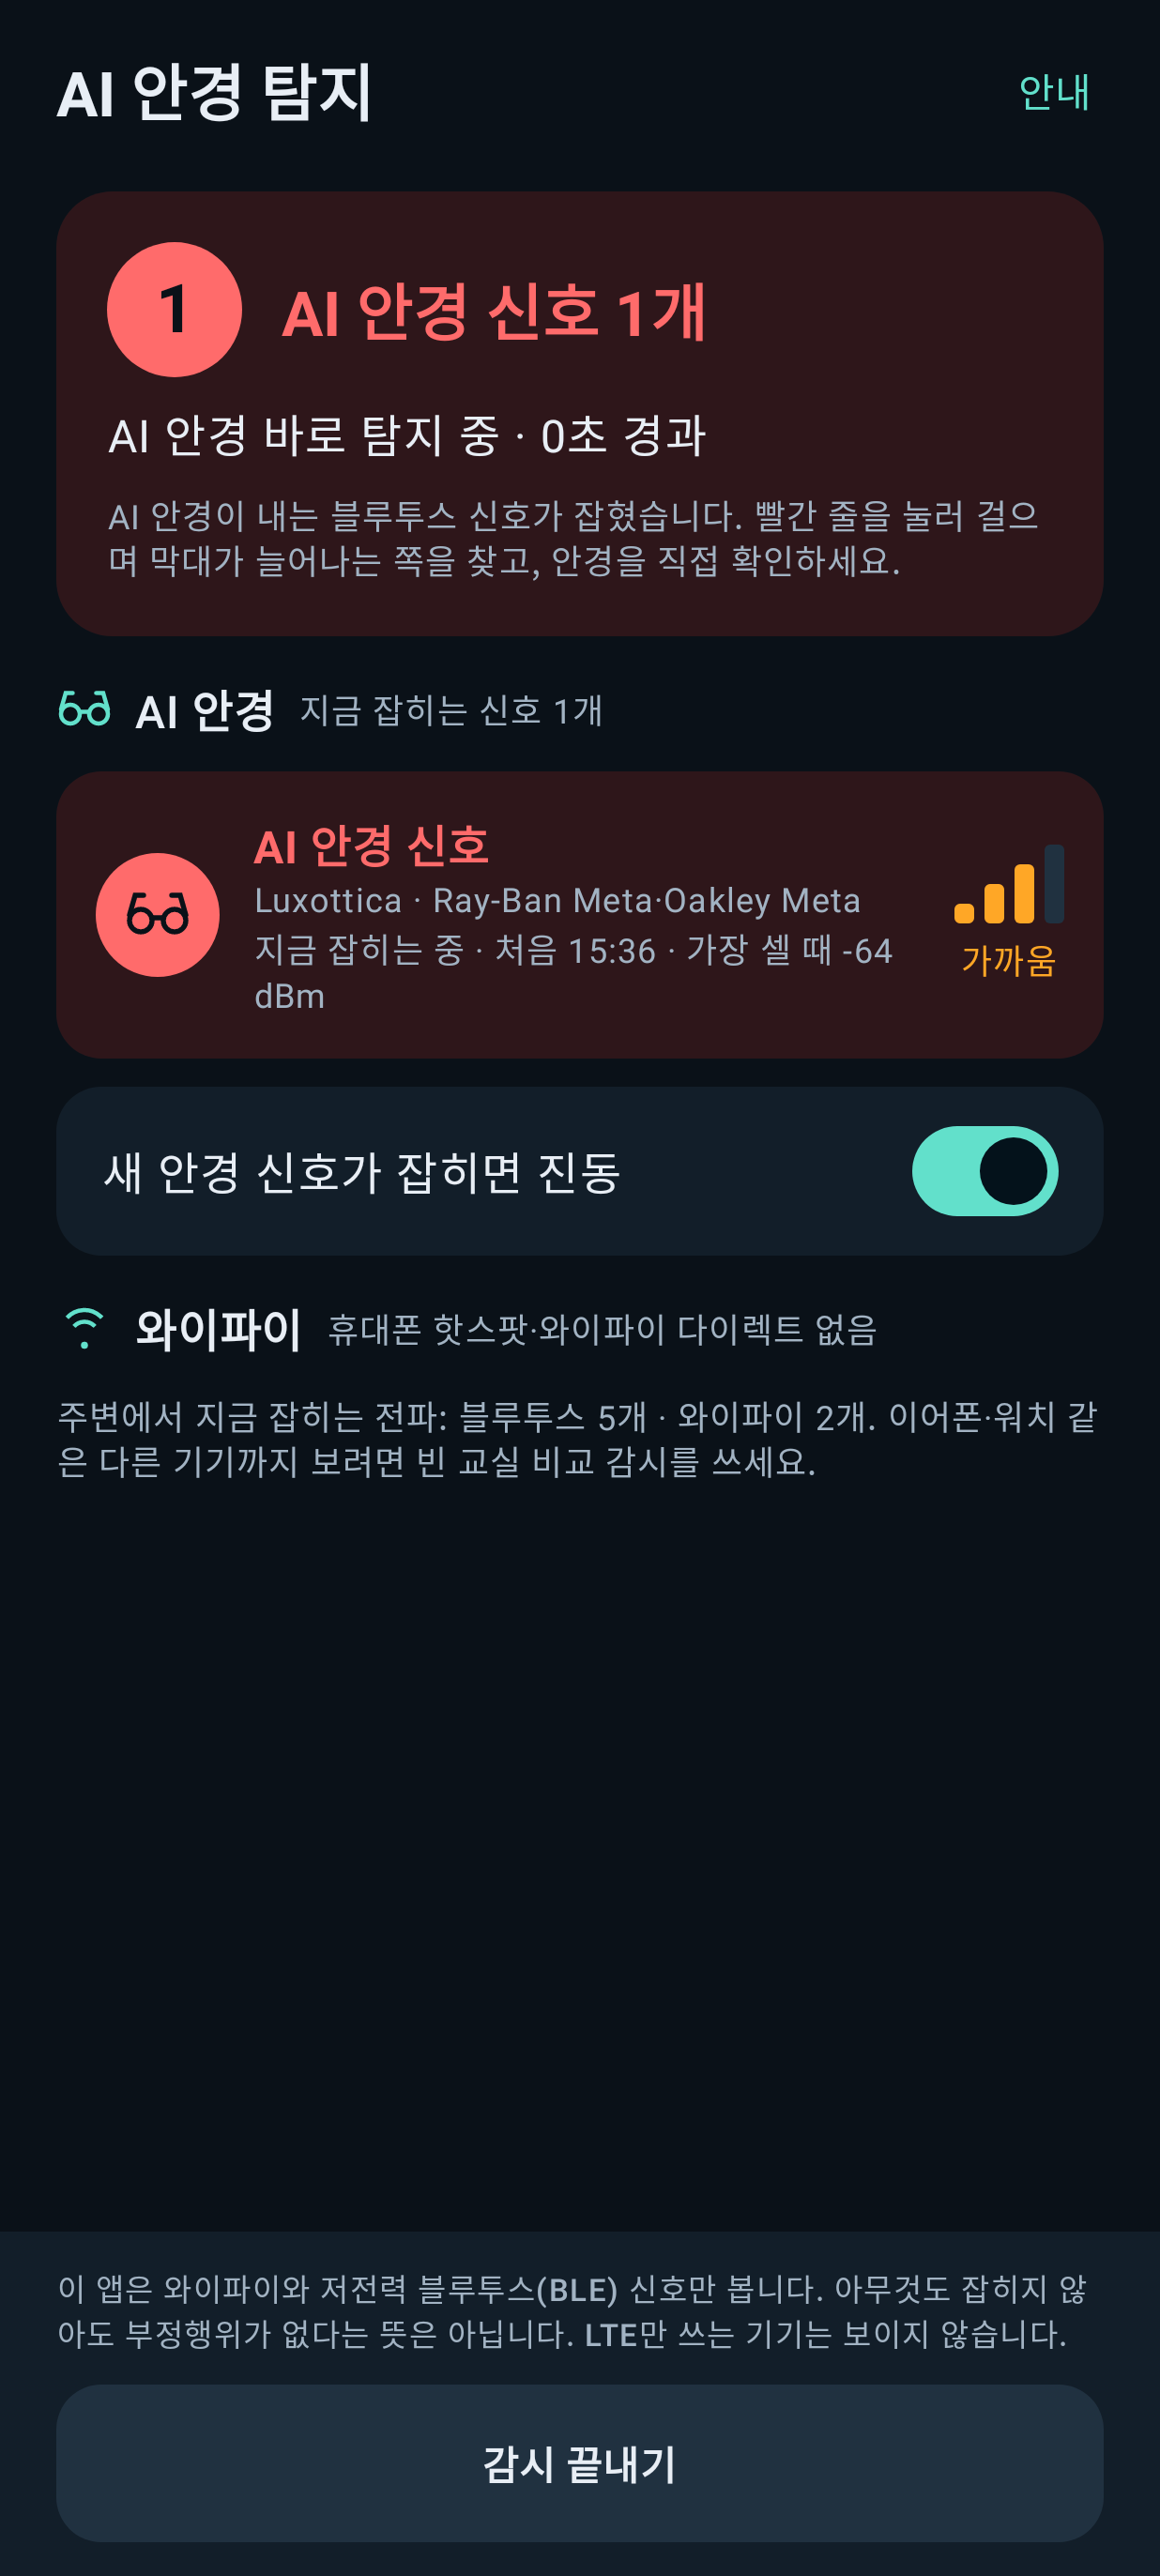 AI 안경 탐지
안내
1
AI 안경 신호 1개
AI 안경 바로 탐지 중 · 0초 경과
AI 안경이 내는 블루투스 신호가 잡혔습니다. 빨간 줄을 눌러 걸으
며 막대가 늘어나는 쪽을 찾고, 안경을 직접 확인하세요.
AI 안경 지금 잡히는 신호 1개
AI 안경 신호
Luxottica · Ray-Ban Meta·Oakley Meta
지금 잡히는 중 · 처음 15:36 · 가장 셀 때 -64
dBm
가까움
새 안경 신호가 잡히면 진동
와이파이 휴대폰 핫스팟·와이파이 다이렉트 없음
주변에서 지금 잡히는 전파: 블루투스 5개 · 와이파이 2개. 이어폰·워치 같
은 다른 기기까지 보려면 빈 교실 비교 감시를 쓰세요.
이 앱은 와이파이와 저전력 블루투스(BLE) 신호만 봅니다. 아무것도 잡히지 않
아도 부정행위가 없다는 뜻은 아닙니다. LTE만 쓰는 기기는 보이지 않습니다.
감시 끝내기